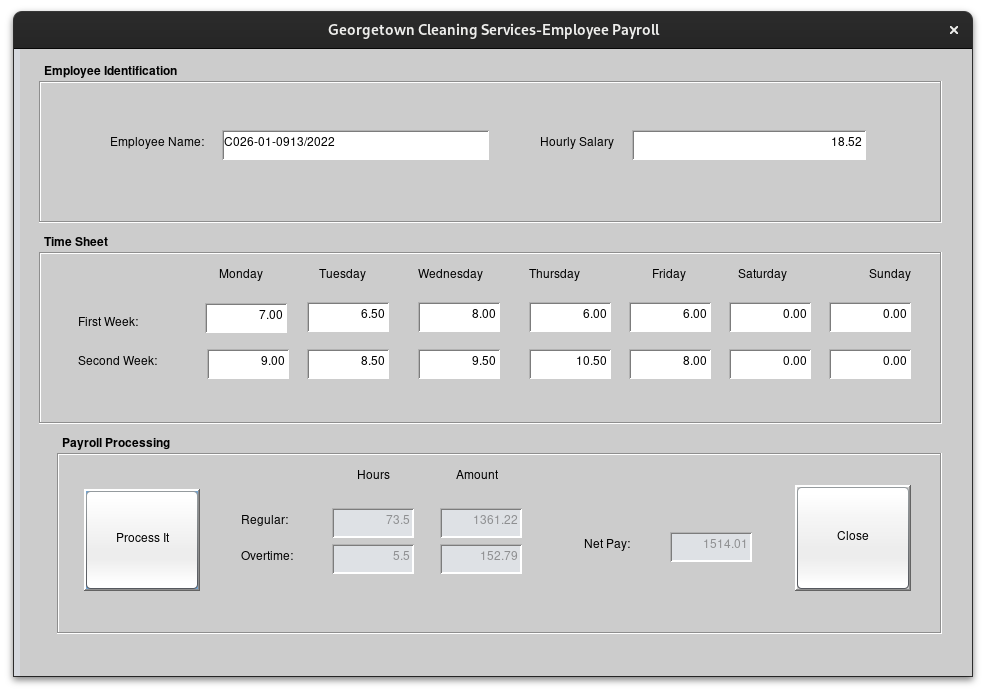 Georgetown Cleaning Services-Employee Payroll ×
Employee Identification
Employee Name: C026-01-0913/2022 Hourly Salary 18.52
Time Sheet
Monday Tuesday Wednesday Thursday Friday Saturday Sunday
First Week: 7.00 6.50 8.00 6.00 6.00 0.00 0.00
Second Week: 9.00 8.50 9.50 10.50 8.00 0.00 0.00
Payroll Processing
Hours Amount
Regular: 73.5 1361.22
Process It Net Pay: 1514.01 Close
Overtime: 5.5 152.79